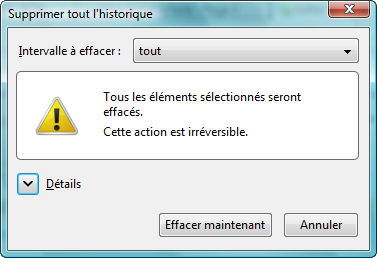 Supprimer tout l'historique
Intervalle à effacer : tout
Tous les éléments sélectionnés seront
effacés.
Cette action est irréversible.
Détails
Effacer maintenant Annuler